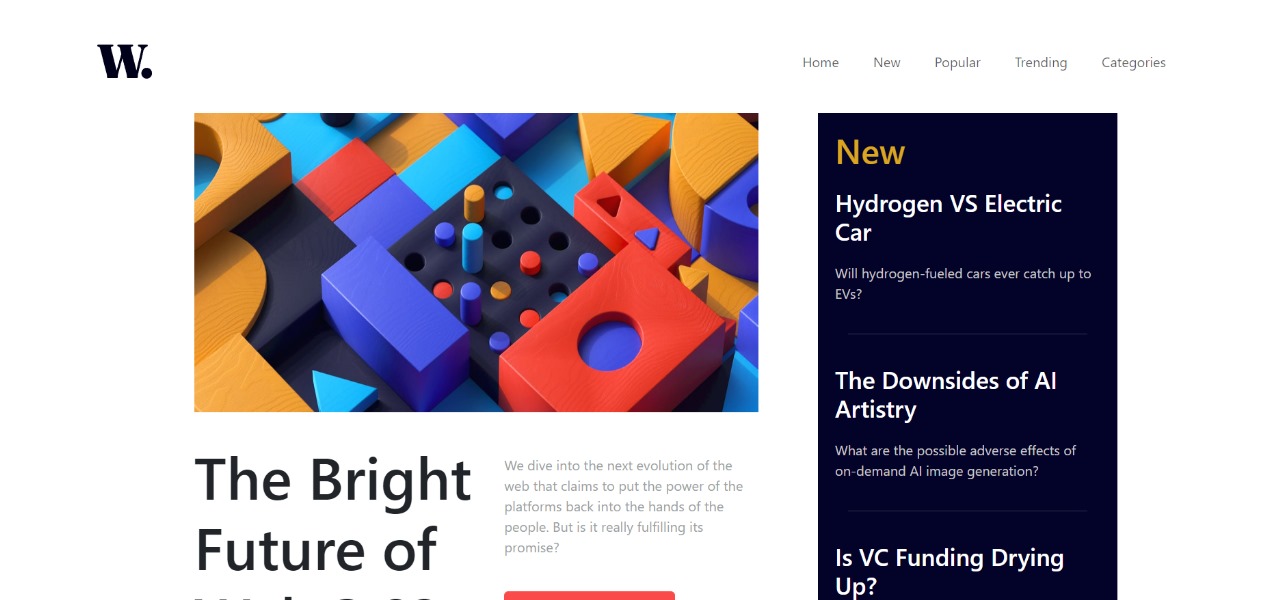 W.
Home New Popular Trending Categories
The Bright
Future of
We dive into the next evolution of the
web that claims to put the power of the
platforms back into the hands of the
people. But is it really fulfilling its
promise?
New
Hydrogen VS Electric
Car
Will hydrogen-fueled cars ever catch up to
EVs?
The Downsides of AI
Artistry
What are the possible adverse effects of
on-demand AI image generation?
Is VC Funding Drying
Up?